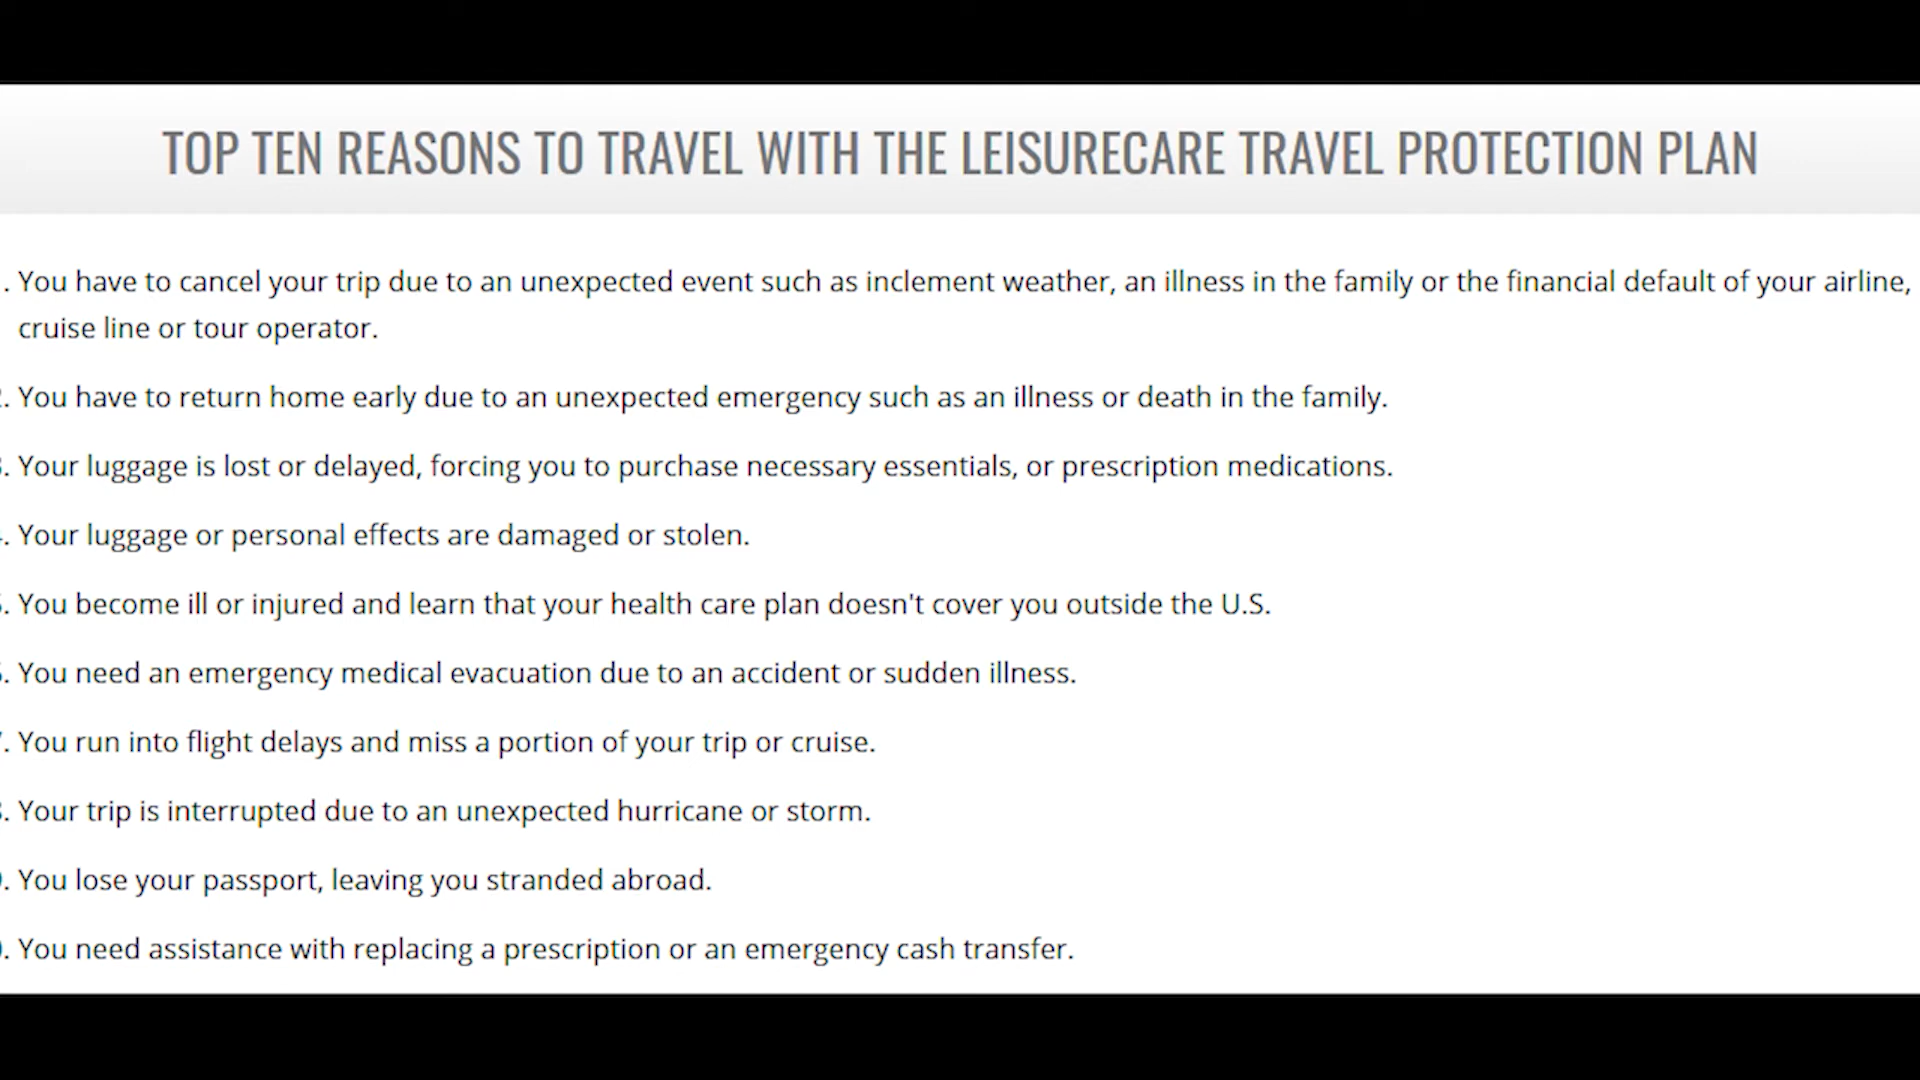 TOP TEN REASONS TO TRAVEL WITH THE LEISURECARE TRAVEL PROTECTION PLAN
. You have to cancel your trip due to an unexpected event such as inclement weather, an illness in the family or the financial default of your airline,
cruise line or tour operator.
. You have to return home early due to an unexpected emergency such as an illness or death in the family.
. Your luggage is lost or delayed, forcing you to purchase necessary essentials, or prescription medications.
. Your luggage or personal effects are damaged or stolen.
. You become ill or injured and learn that your health care plan doesn't cover you outside the U.S.
. You need an emergency medical evacuation due to an accident or sudden illness.
. You run into flight delays and miss a portion of your trip or cruise.
. Your trip is interrupted due to an unexpected hurricane or storm.
. You lose your passport, leaving you stranded abroad.
. You need assistance with replacing a prescription or an emergency cash transfer.